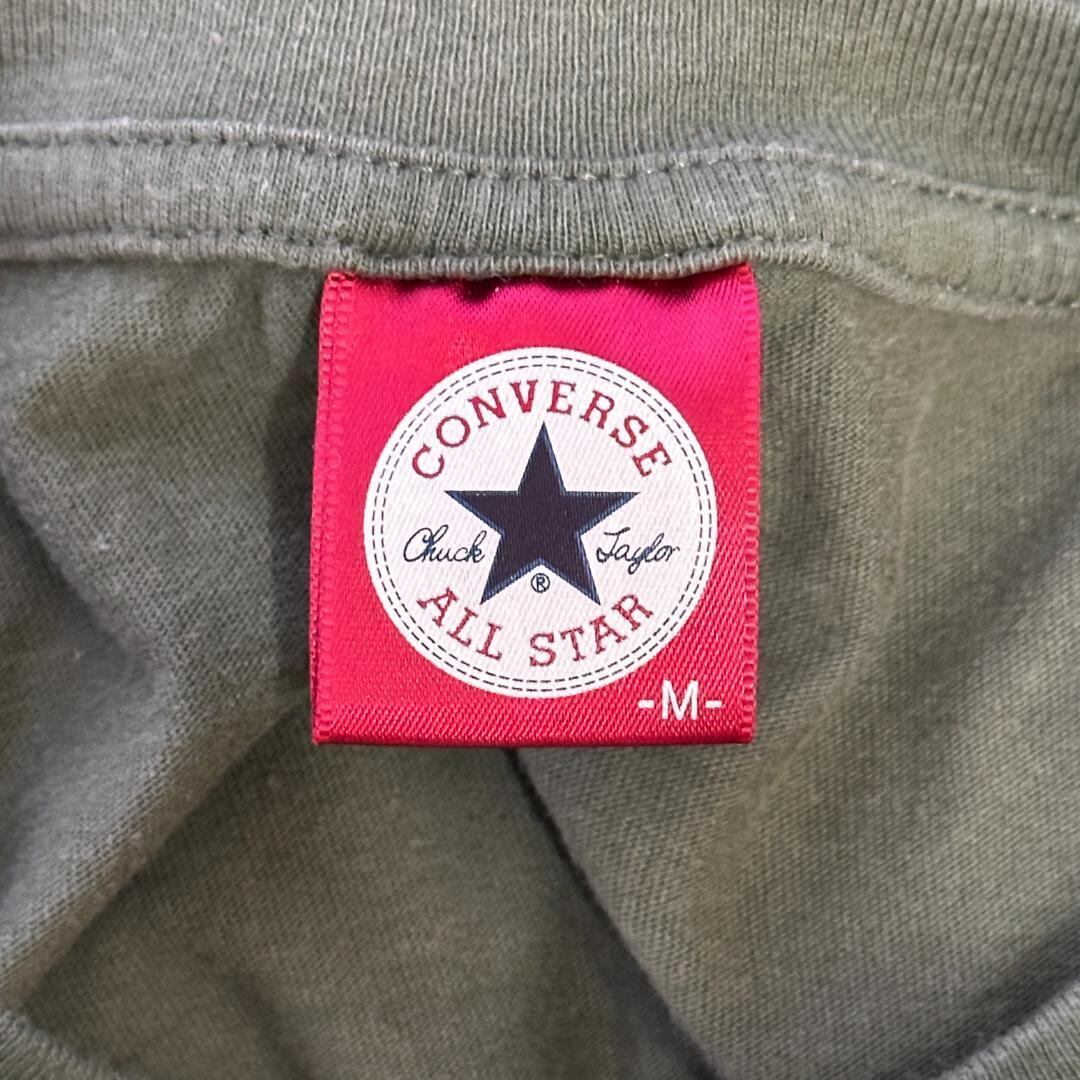 CONVERSE
Chuck Taylor
®
ALL STAR
-M-